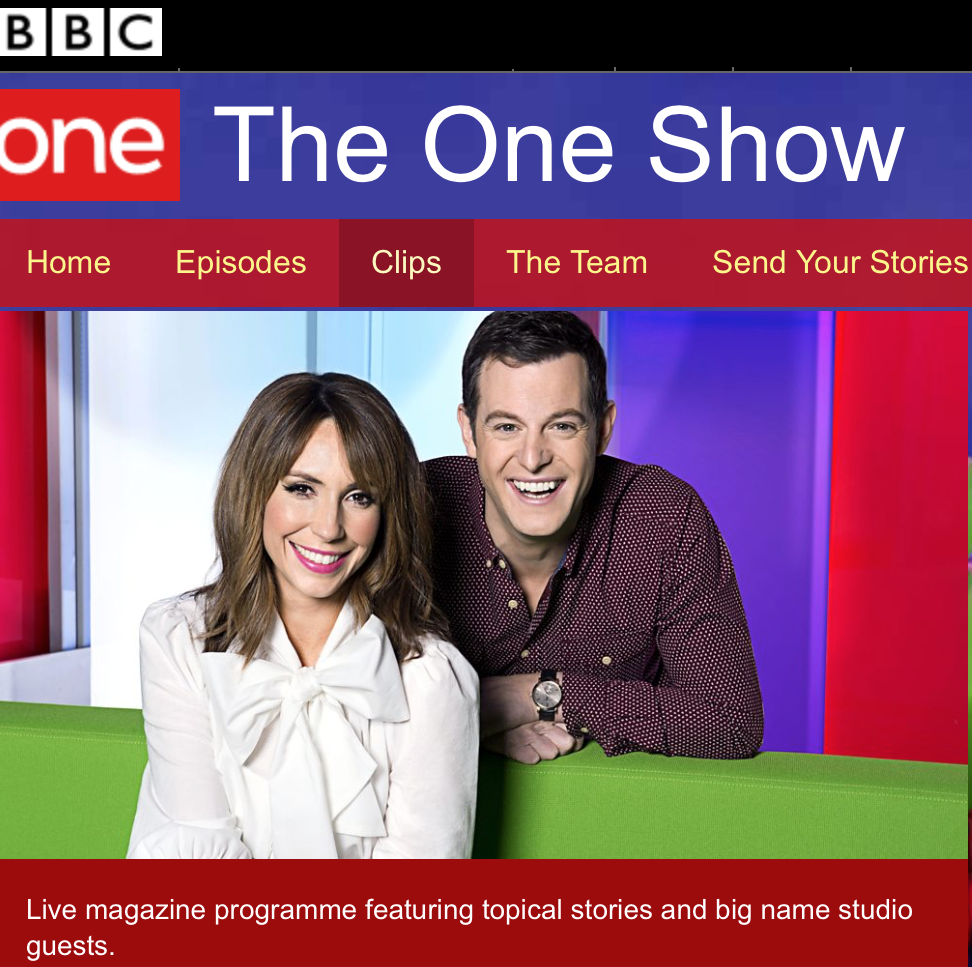 BBC
one The One Show
Home Episodes Clips The Team Send Your Stories
Live magazine programme featuring topical stories and big name studio
guests.